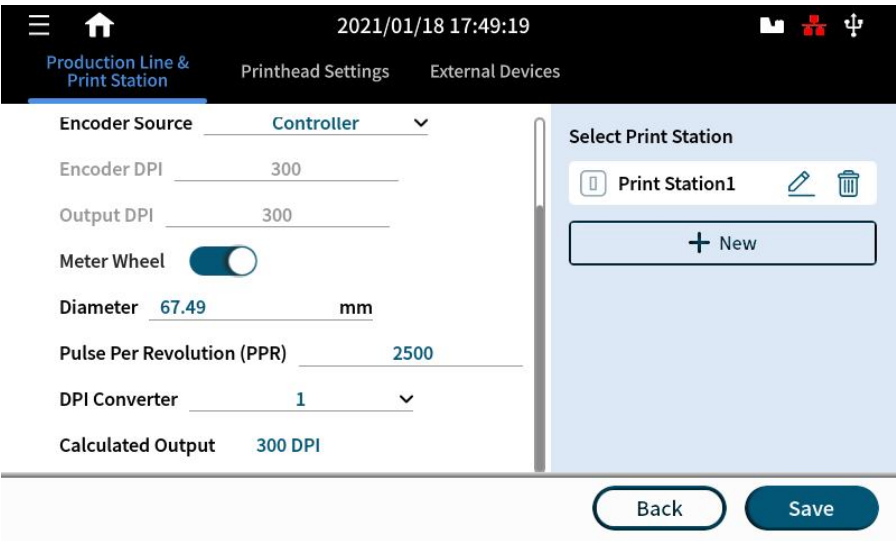 2021/01/18 17:49:19
Production Line &
Print Station
Printhead Settings
External Devices
Encoder Source Controller
Encoder DPI 300
Output DPI 300
Meter Wheel
Diameter 67.49 mm
Pulse Per Revolution (PPR) 2500
DPI Converter 1
Calculated Output 300 DPI
Select Print Station
Print Station1
New
Back
Save